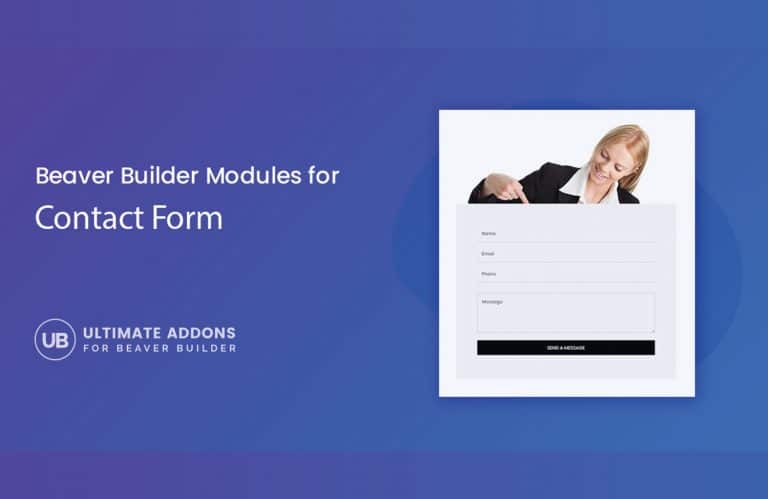 Beaver Builder Modules for
Contact Form
UB
ULTIMATE ADDONS
FOR BEAVER BUILDER
Name
Email
Phone
Message
SEND A MESSAGE